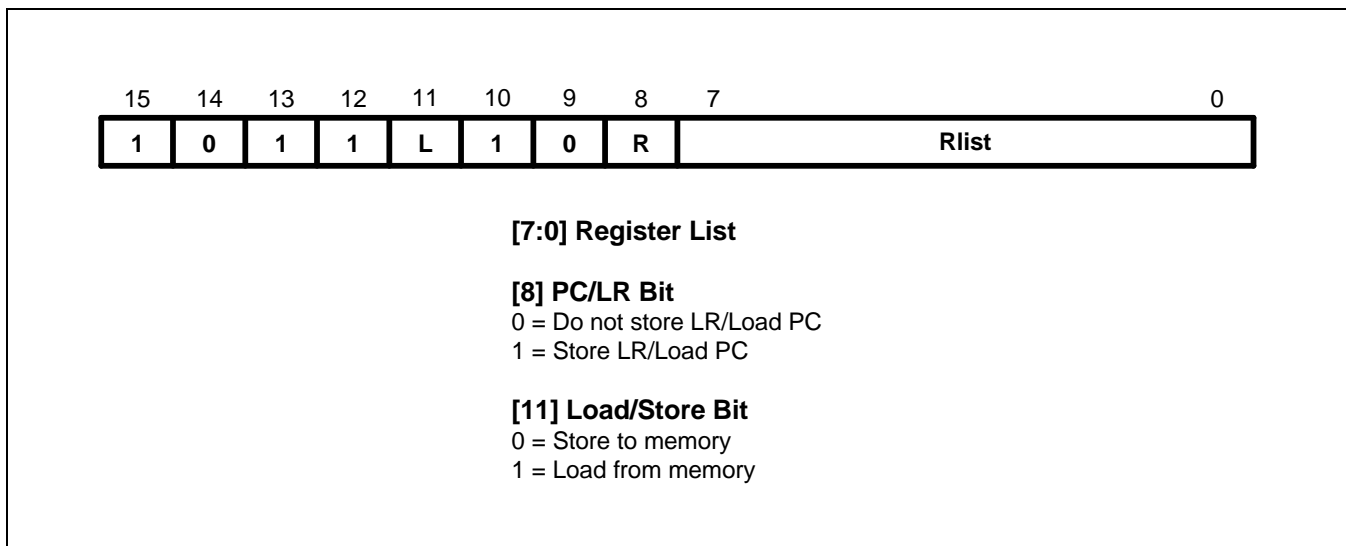 15 14 13 12 11 10 9 8 7 0
1 0 1 1 L 1 0 R Rlist
[7:0] Register List
[8] PC/LR Bit
0 = Do not store LR/Load PC
1 = Store LR/Load PC
[11] Load/Store Bit
0 = Store to memory
1 = Load from memory